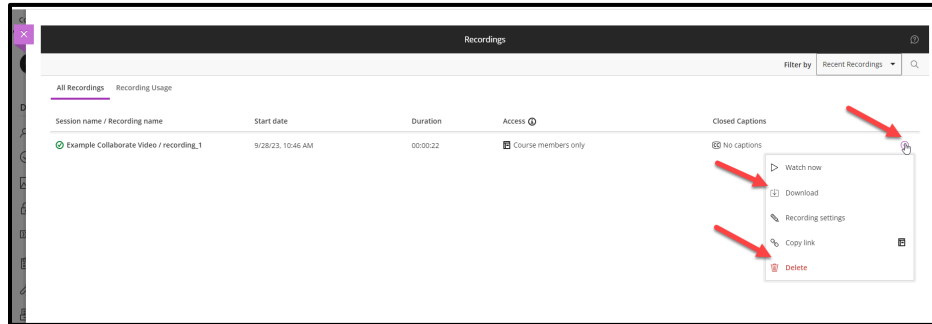 Recordings
Filter by Recent Recordings
All Recordings Recording Usage
Session name / Recording name Start date Duration Access Closed Captions
Example Collaborate Video / recording_1 9/28/23, 10:46 AM 00:00:22 Course members only No captions
Watch now
Download
Recording settings
Copy link
Delete